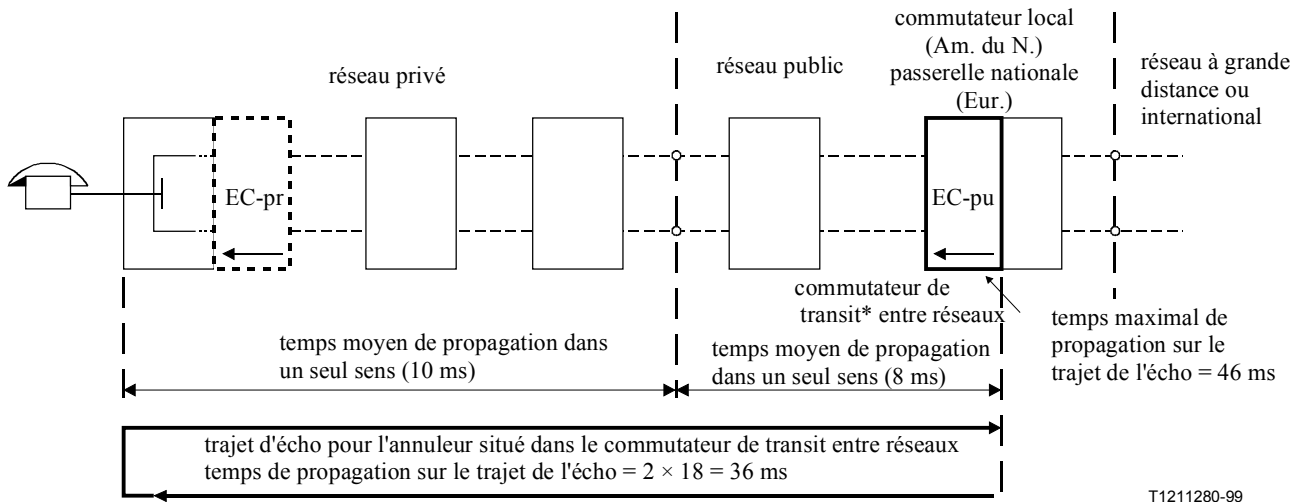 commutateur local
(Am. du N.)
passerelle nationale
(Eur.)
réseau privé
réseau public
réseau à grande
distance ou
international
EC-pr
EC-pu
commutateur de
transit* entre réseaux
temps maximal de
propagation sur le
trajet de l'écho = 46 ms
temps moyen de propagation dans
un seul sens (10 ms)
temps moyen de propagation
dans un seul sens (8 ms)
trajet d'écho pour l'annuleur situé dans le commutateur de transit entre réseaux
temps de propagation sur le trajet de l'écho = 2 × 18 = 36 ms
T1211280-99